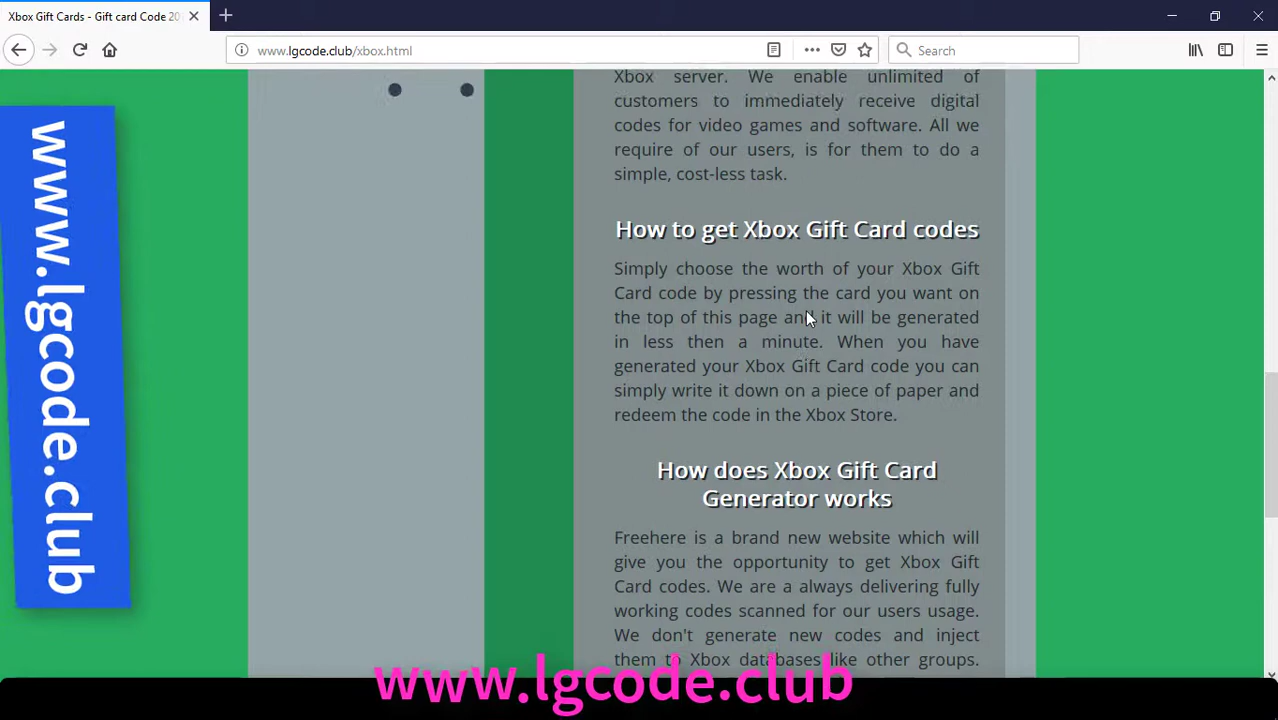 Xbox Gift Cards - Gift card Code 20
www.lgcode.club/xbox.html
Search
www.lgcode.club
Xbox server. We enable unlimited of
customers to immediately receive digital
codes for video games and software. All we
require of our users, is for them to do a
simple, cost-less task.
How to get Xbox Gift Card codes
Simply choose the worth of your Xbox Gift
Card code by pressing the card you want on
the top of this page and it will be generated
in less then a minute. When you have
generated your Xbox Gift Card code you can
simply write it down on a piece of paper and
redeem the code in the Xbox Store.
How does Xbox Gift Card
Generator works
Freehere is a brand new website which will
give you the opportunity to get Xbox Gift
Card codes. We are a always delivering fully
working codes scanned for our users usage.
We don't generate new codes and inject
them to Xbox databases like other groups.
www.lgcode.club